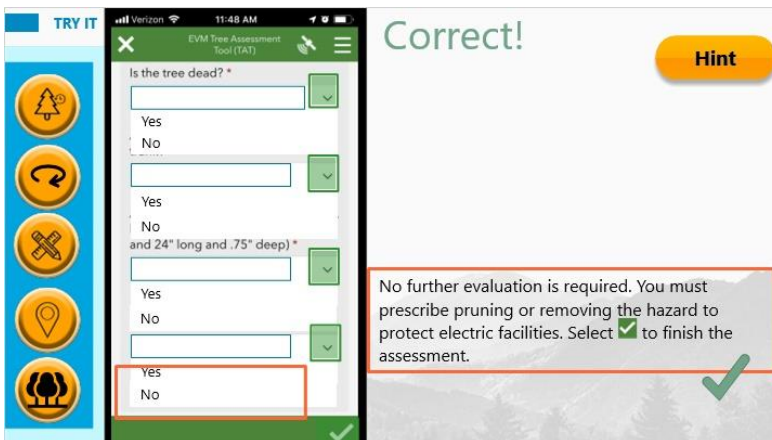 TRY IT
Verizon
11:48 AM
EVM Tree Assessment
Tool (TAT)
Is the tree dead? *
Yes
No
Yes
No
and 24" long and .75" deep) *
Yes
No
Yes
No
Correct!
Hint
No further evaluation is required. You must
prescribe pruning or removing the hazard to
protect electric facilities. Select to finish the
assessment.